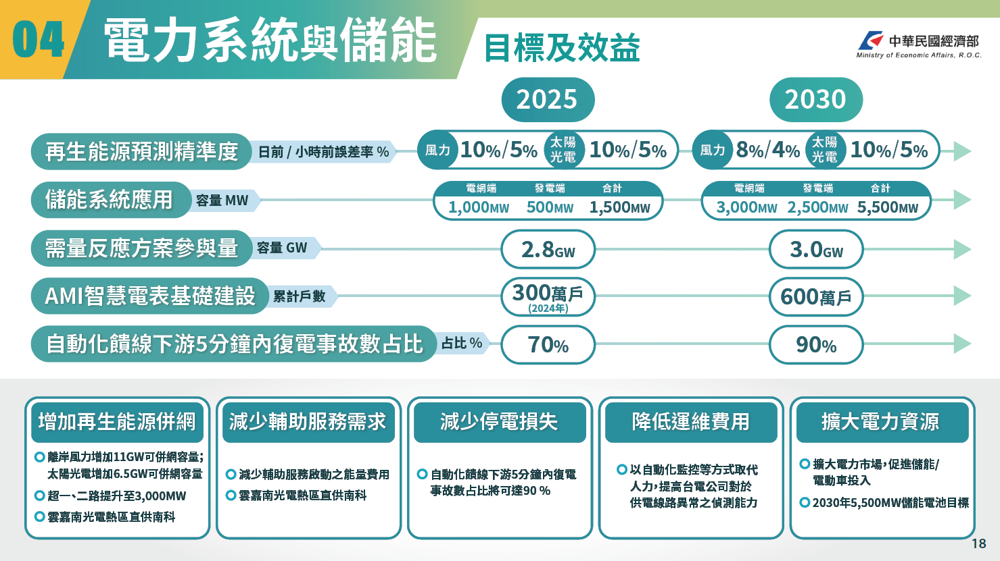 04
電力系統與儲能
目標及效益
中華民國經濟部
Ministry of Economic Affairs, R.O.C.
2025
2030
再生能源預測精準度
日前 / 小時前誤差率 %
風力 10%/5% 太陽光電 10%/5%
風力 8%/4% 太陽光電 10%/5%
儲能系統應用
容量 MW
電網端 發電端 合計
1,000MW 500MW 1,500MW
電網端 發電端 合計
3,000MW 2,500MW 5,500MW
需量反應方案參與量
容量 GW
2.8GW
3.0GW
AMI智慧電表基礎建設
累計戶數
300萬戶
(2024年)
600萬戶
自動化饋線下游5分鐘內復電事故數占比
占比 %
70%
90%
增加再生能源併網
離岸風力增加11GW可併網容量;
太陽光電增加6.5GW可併網容量
超一、二路提升至3,000MW
雲嘉南光電熱區直供南科
減少輔助服務需求
減少輔助服務啟動之能量費用
雲嘉南光電熱區直供南科
減少停電損失
自動化饋線下游5分鐘內復電
事故數占比將可達90 %
降低運維費用
以自動化監控等方式取代
人力,提高台電公司對於
供電線路異常之偵測能力
擴大電力資源
擴大電力市場,促進儲能/
電動車投入
2030年5,500MW儲能電池目標
18